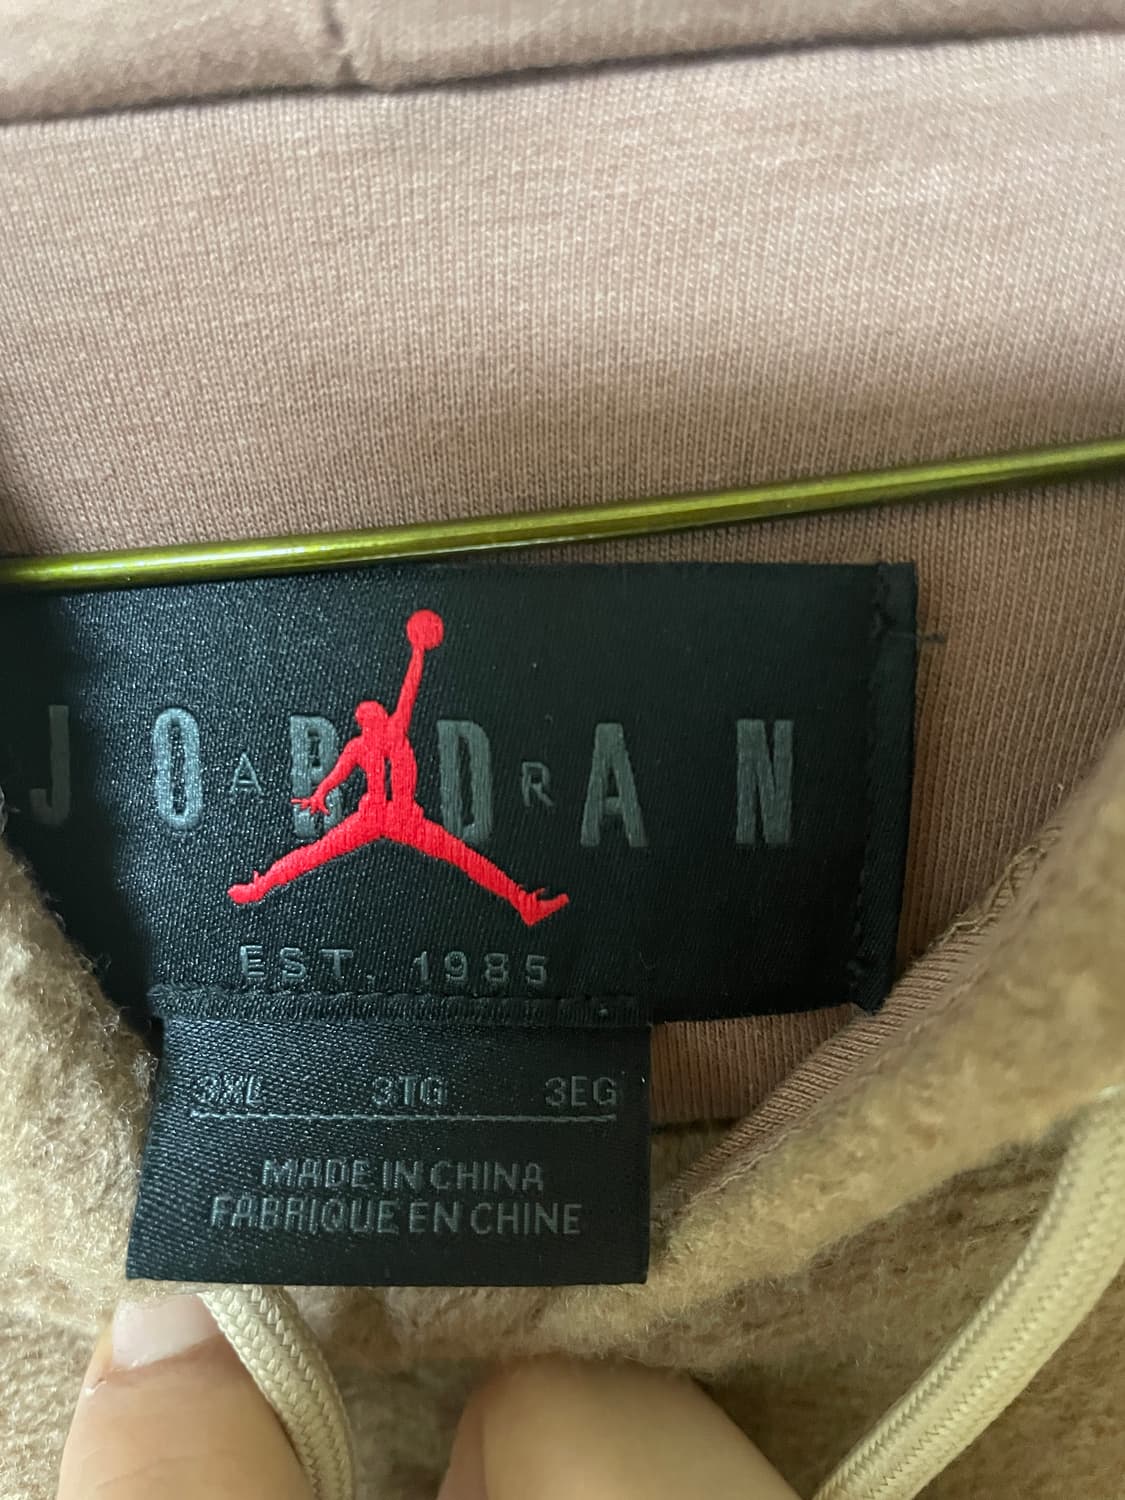 JORDAN
AIR
EST. 1985
3XL 3TG 3EG
MADE IN CHINA
FABRIQUE EN CHINE